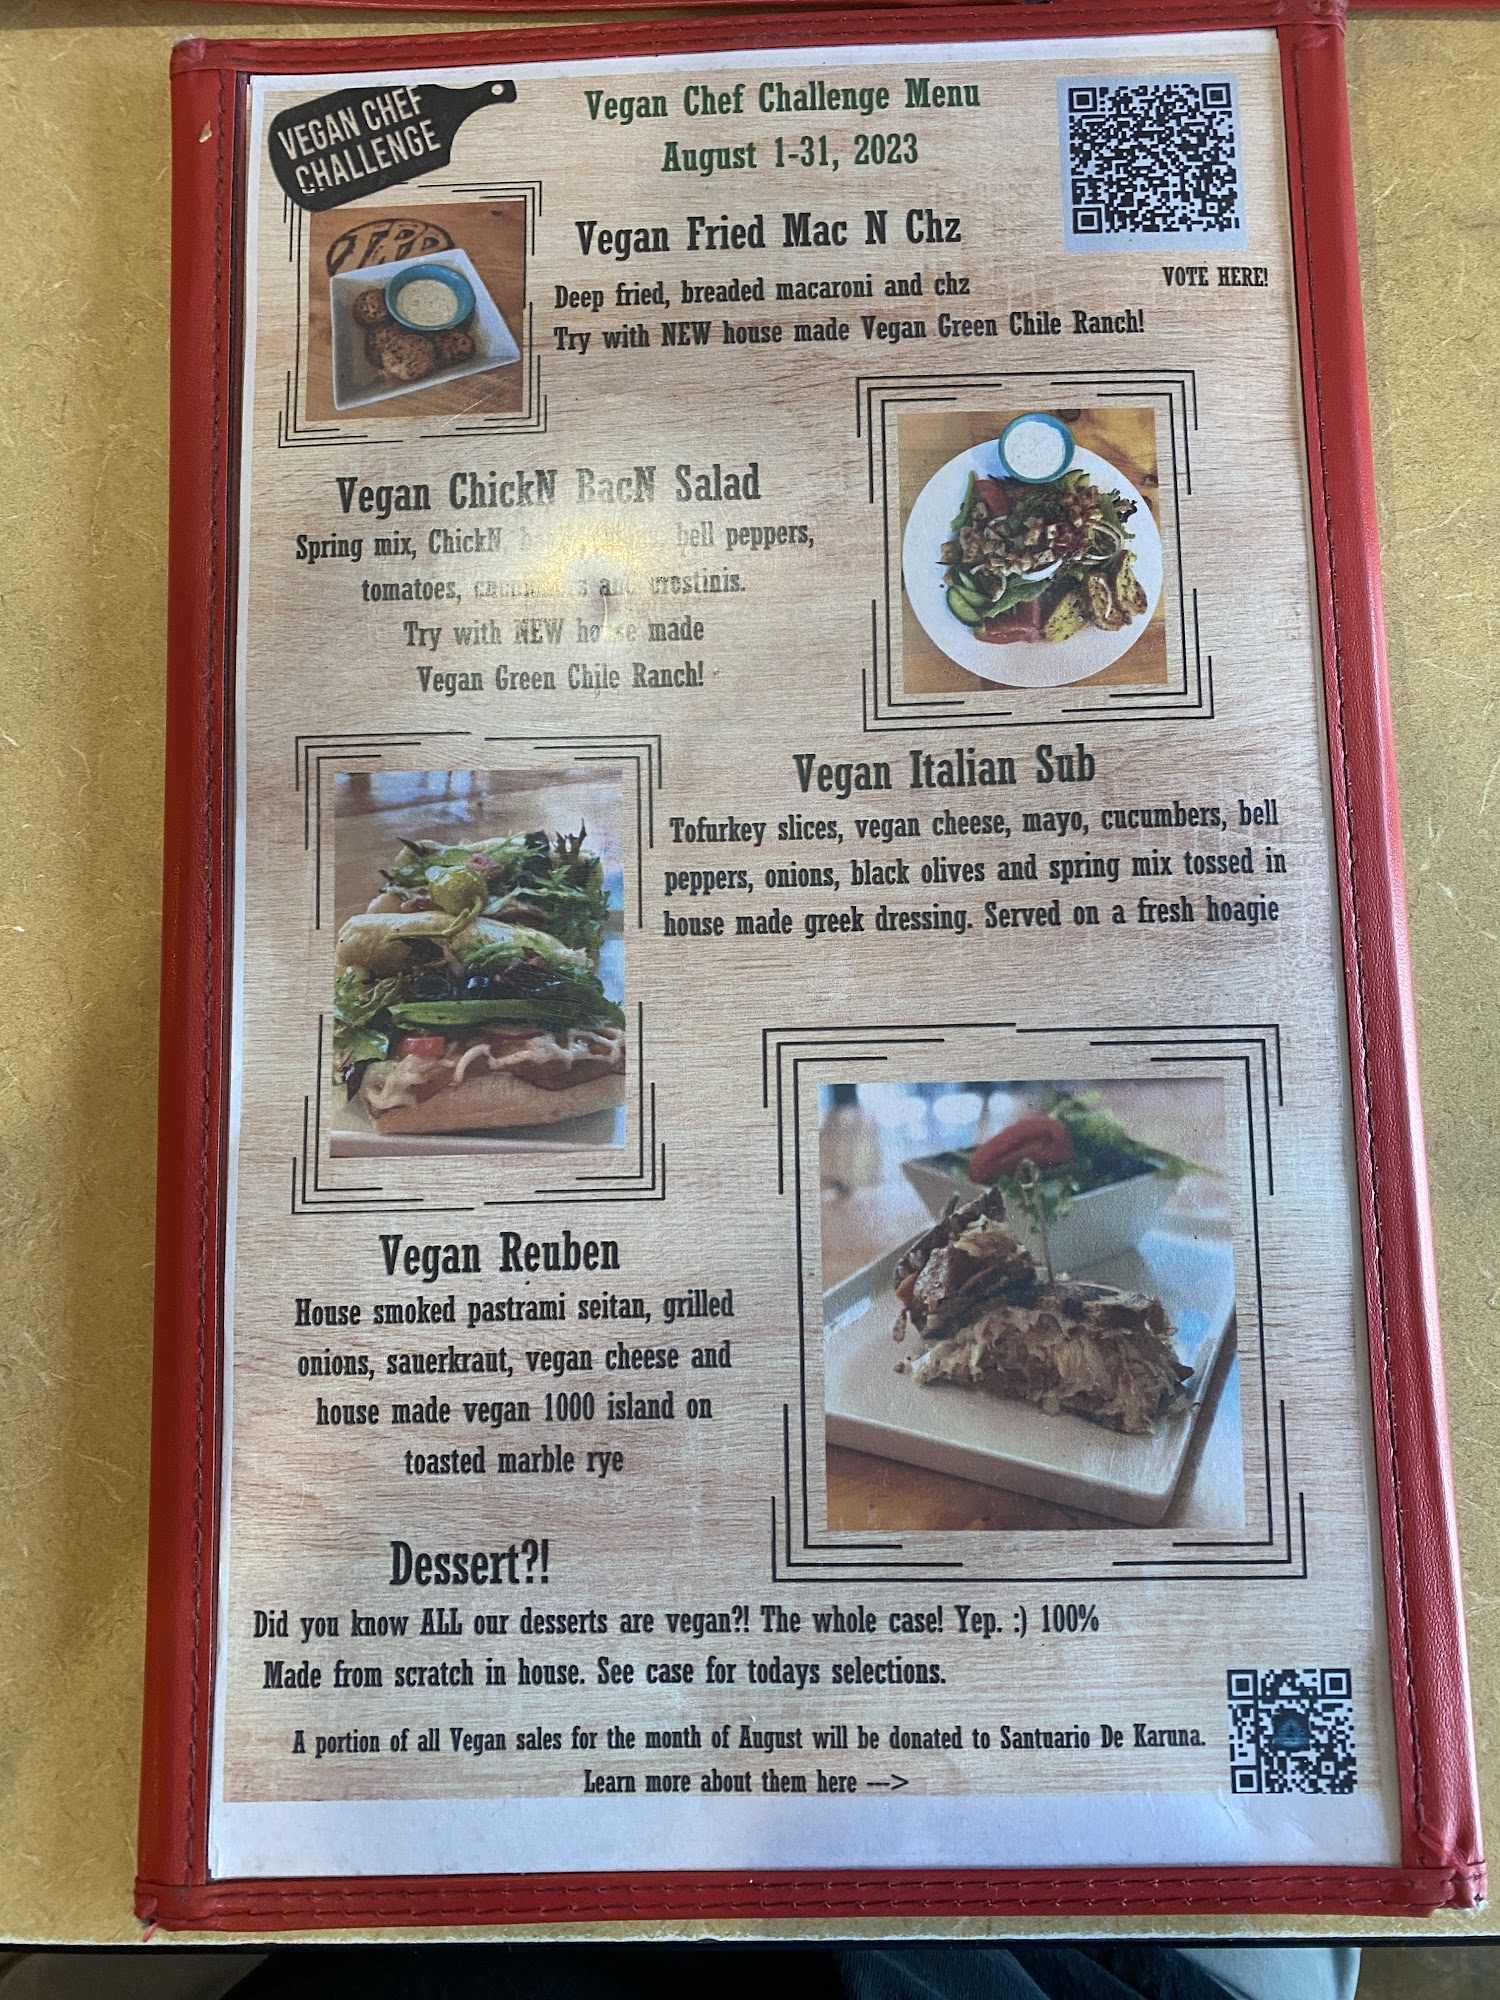 VEGAN CHEF
CHALLENGE
Vegan Chef Challenge Menu
August 1-31, 2023
VOTE HERE!
Vegan Fried Mac N Chz
Deep fried, breaded macaroni and chz
Try with NEW house made Vegan Green Chile Ranch!
Vegan ChickN BacN Salad
Spring mix, ChickN, bell peppers,
tomatoes, cucumbers and crostinis.
Try with NEW house made
Vegan Green Chile Ranch!
Vegan Italian Sub
Tofurkey slices, vegan cheese, mayo, cucumbers, bell
peppers, onions, black olives and spring mix tossed in
house made greek dressing. Served on a fresh hoagie
Vegan Reuben
House smoked pastrami seitan, grilled
onions, sauerkraut, vegan cheese and
house made vegan 1000 island on
toasted marble rye
Dessert?!
Did you know ALL our desserts are vegan?! The whole case! Yep. :) 100%
Made from scratch in house. See case for todays selections.
A portion of all Vegan sales for the month of August will be donated to Santuario De Karuna.
Learn more about them here --->